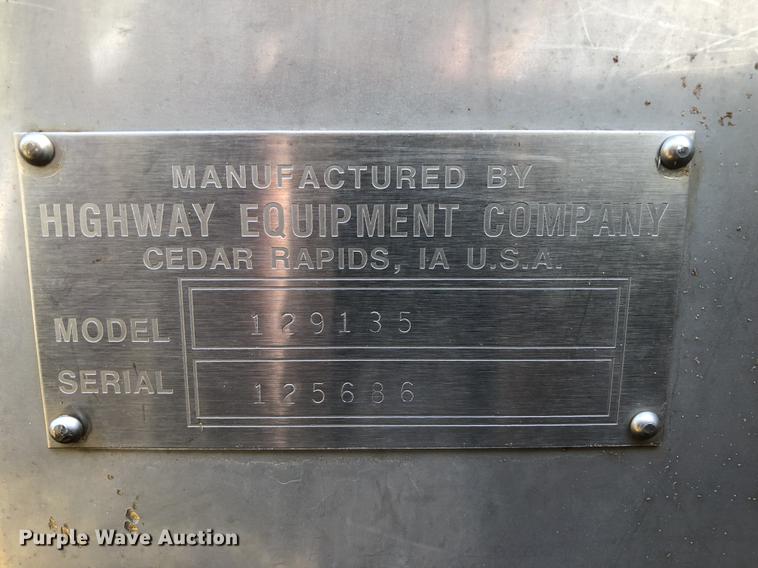 MANUFACTURED BY
HIGHWAY EQUIPMENT COMPANY
CEDAR RAPIDS, IA U.S.A.
MODEL 129135
SERIAL 125686
Purple Wave Auction